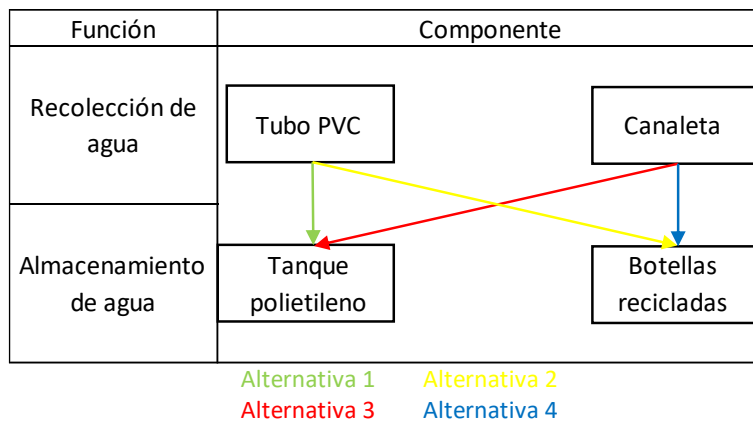 Función
Componente
Recolección de
agua
Tubo PVC
Canaleta
Almacenamiento
de agua
Tanque
polietileno
Botellas
recicladas
Alternativa 1
Alternativa 2
Alternativa 3
Alternativa 4